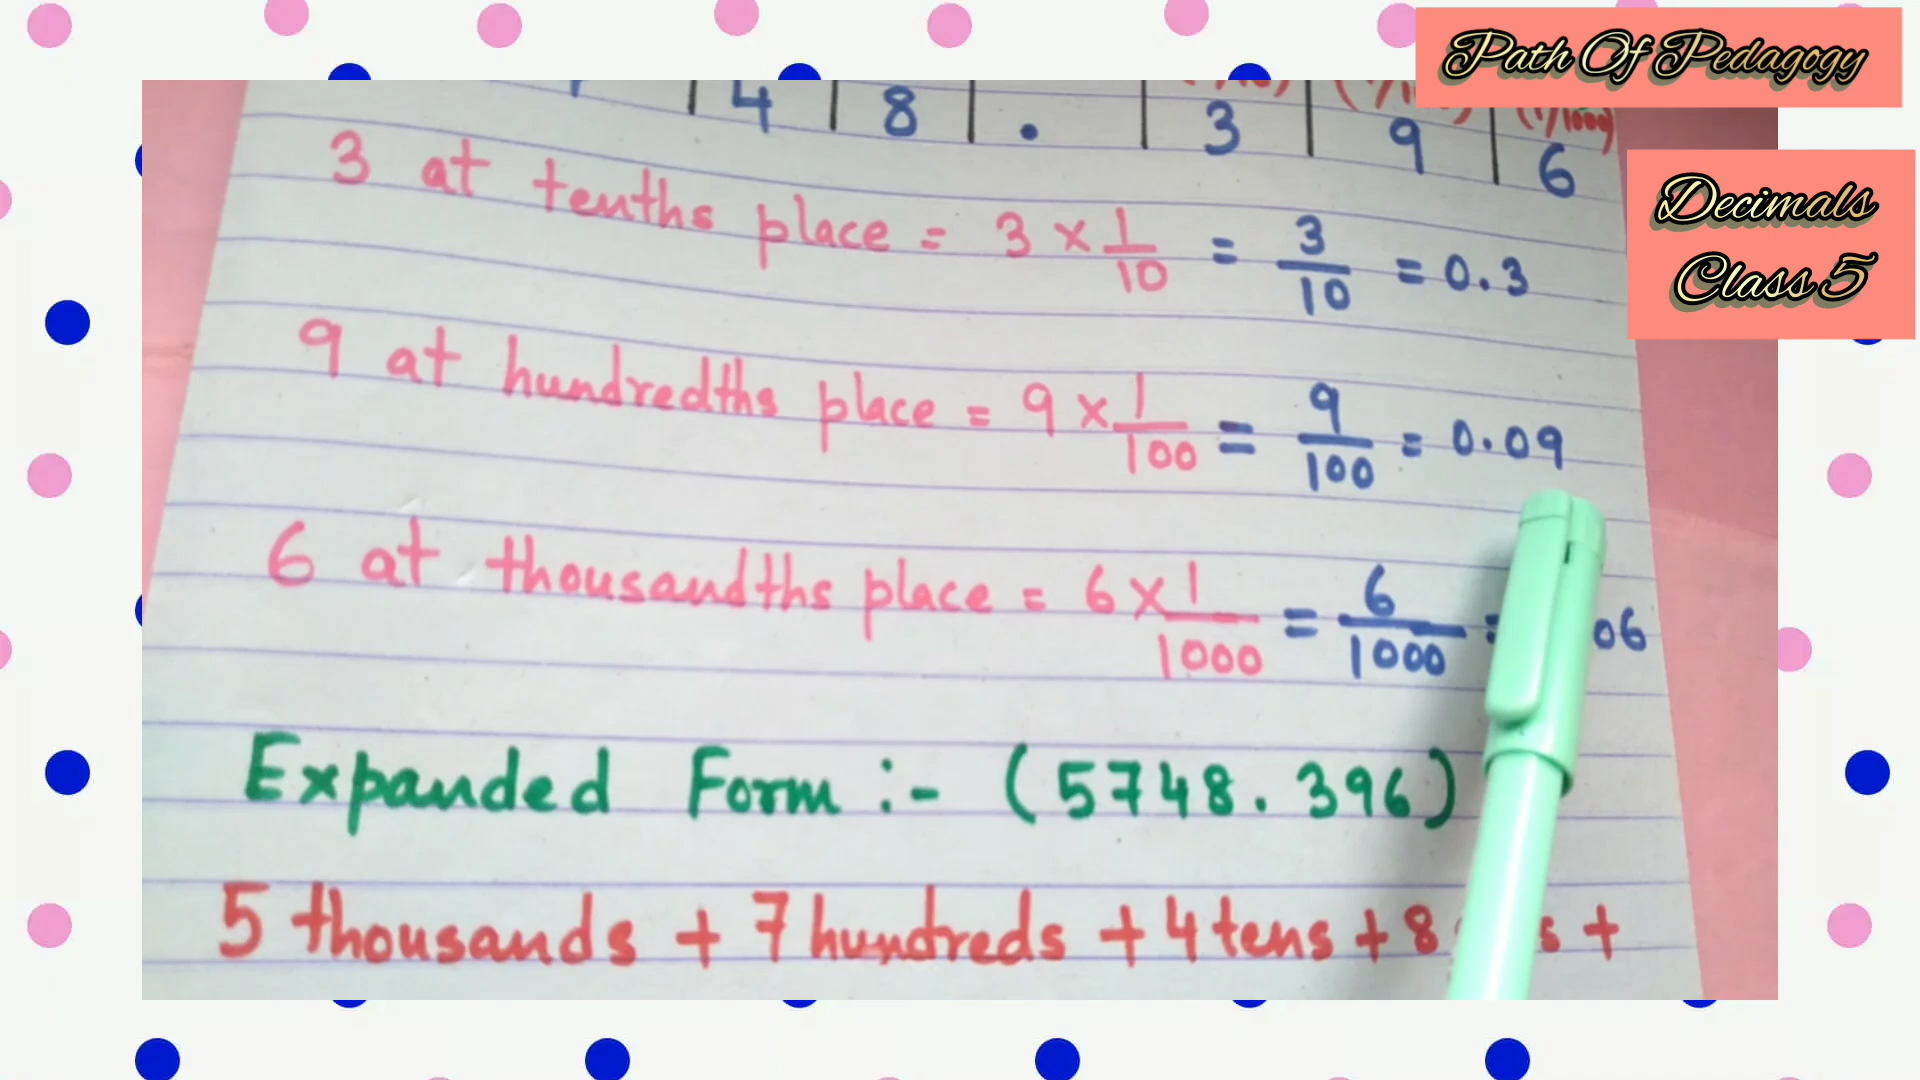 Path Of Pedagogy
Decimals
Class 5
4 8 . 3 9 6
(1/1000)
3 at tenths place = 3 × 1/10 = 3/10 = 0.3
9 at hundredths place = 9 × 1/100 = 9/100 = 0.09
6 at thousandths place = 6 × 1/1000 = 6/1000 = 06
Expanded Form :- (5748.396)
5 thousands + 7 hundreds + 4 tens + 8 s +